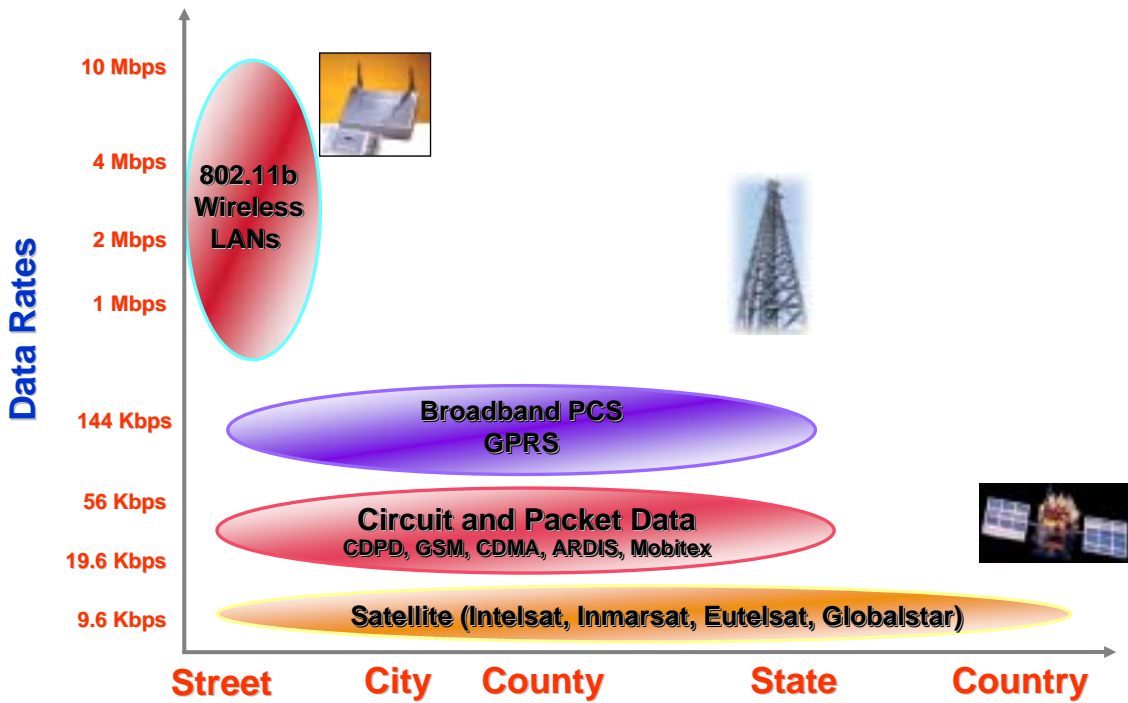 10 Mbps
4 Mbps
2 Mbps
1 Mbps
144 Kbps
56 Kbps
19.6 Kbps
9.6 Kbps
Data Rates
802.11b
Wireless
LANs
Broadband PCS
GPRS
Circuit and Packet Data
CDPD, GSM, CDMA, ARDIS, Mobitex
Satellite (Intelsat, Inmarsat, Eutelsat, Globalstar)
Street City County State Country